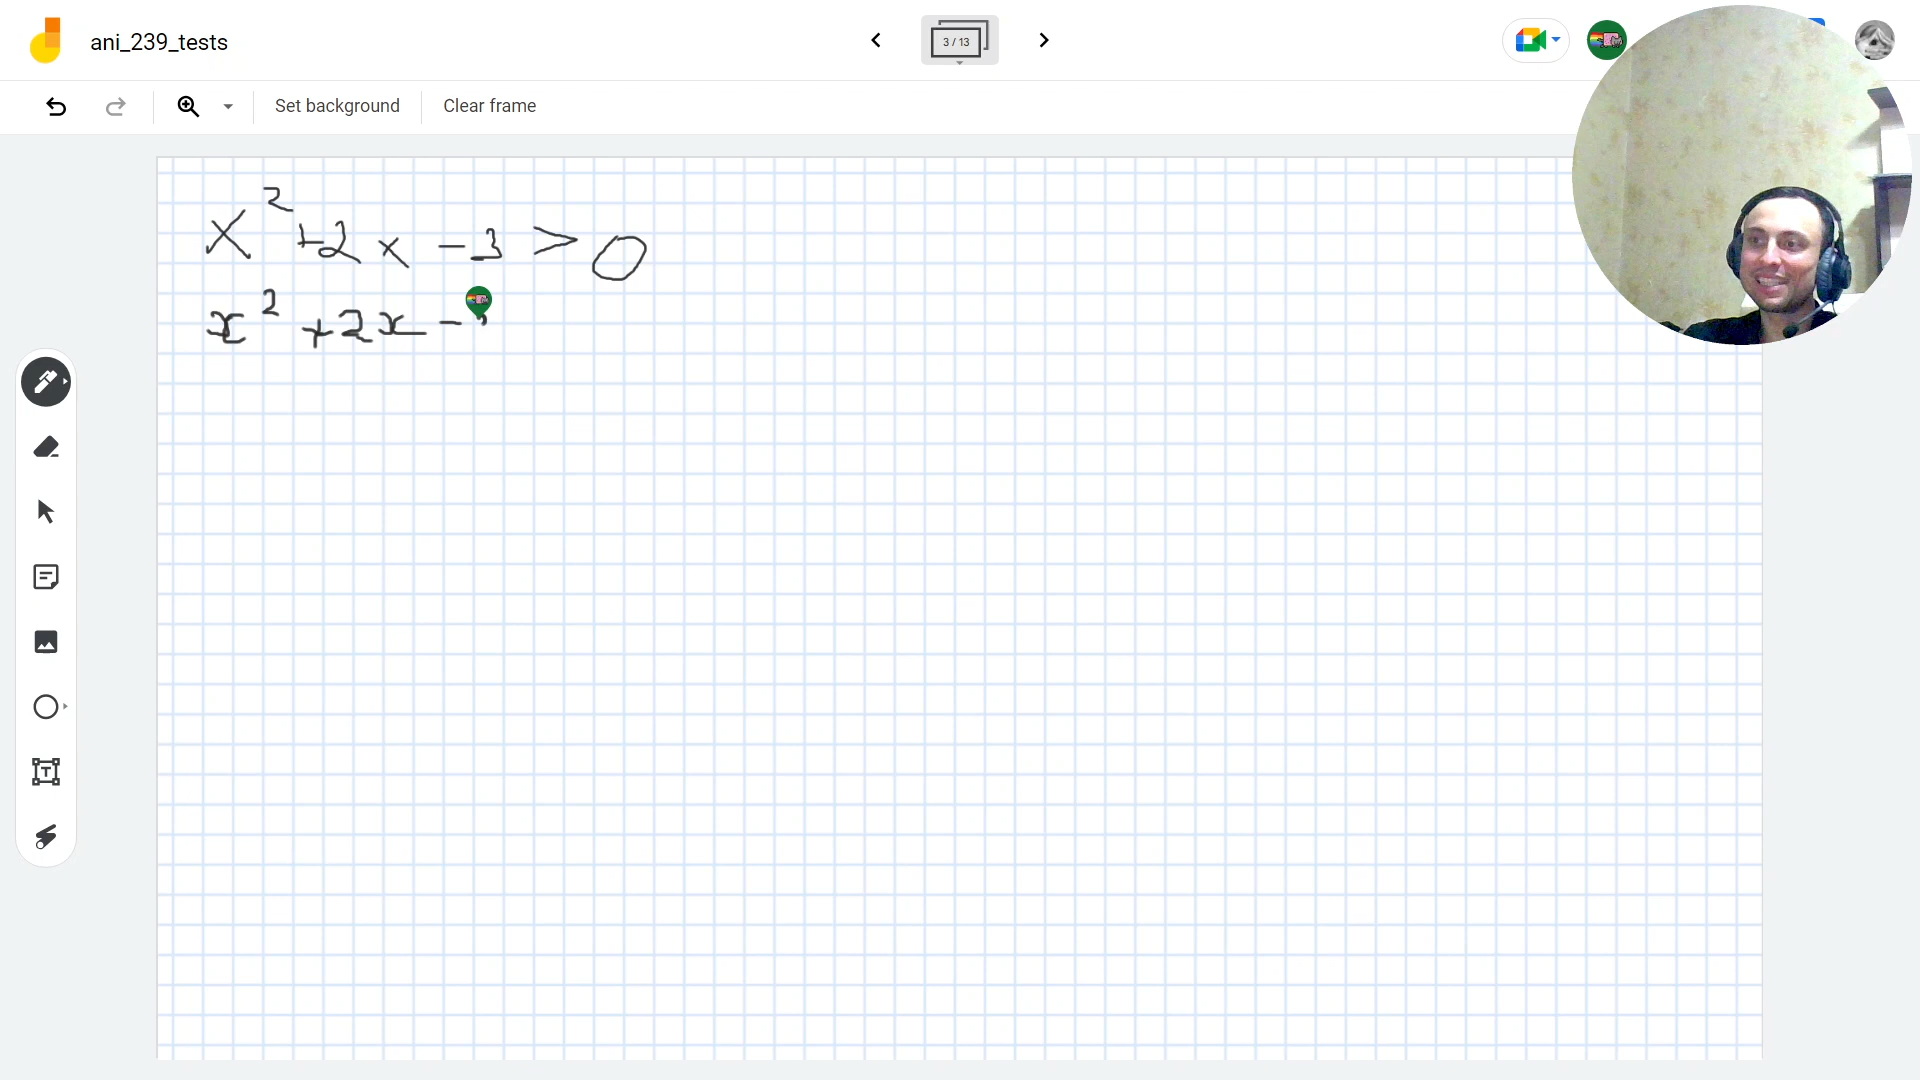 ani_239_tests
3 / 13
Set background
Clear frame
x² +2x -3 > 0
x² +2x -